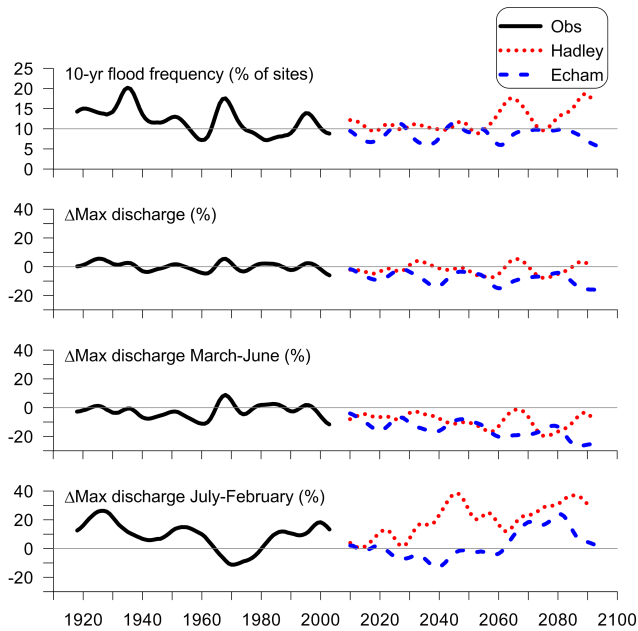 Obs
Hadley
Echam
10-yr flood frequency (% of sites)
25
20
15
10
5
0
ΔMax discharge (%)
40
20
0
-20
ΔMax discharge March-June (%)
40
20
0
-20
ΔMax discharge July-February (%)
40
20
0
-20
1920 1940 1960 1980 2000 2020 2040 2060 2080 2100